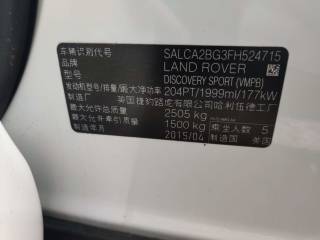 车辆识别代号 SALCA2BG3FH524715
品牌 LAND ROVER
型号 DISCOVERY SPORT (VMPB)
发动机型号/排量/最大净功率 204PT/1999ml/177kW
制造厂 英国捷豹路虎有限公司哈利伍德工厂
最大允许总质量 2505 kg
最大允许牵引质量 1500 kg 乘坐人数 5
制造年月 2015/04 制造国 英国